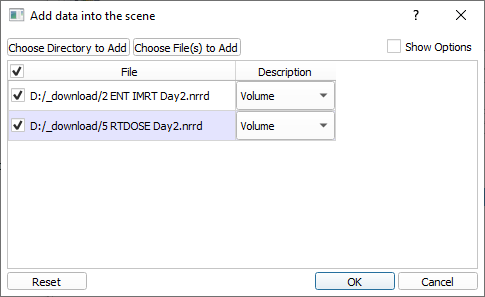 Add data into the scene
?
Choose Directory to Add Choose File(s) to Add Show Options
File Description
D:/_download/2 ENT IMRT Day2.nrrd Volume
D:/_download/5 RTDOSE Day2.nrrd Volume
Reset OK Cancel